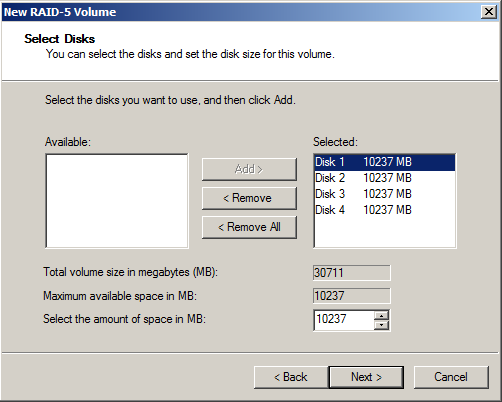 New RAID-5 Volume
Select Disks
You can select the disks and set the disk size for this volume.
Select the disks you want to use, and then click Add.
Available:
Selected:
Add >
< Remove
< Remove All
Disk 1 10237 MB
Disk 2 10237 MB
Disk 3 10237 MB
Disk 4 10237 MB
Total volume size in megabytes (MB): 30711
Maximum available space in MB: 10237
Select the amount of space in MB: 10237
< Back Next > Cancel